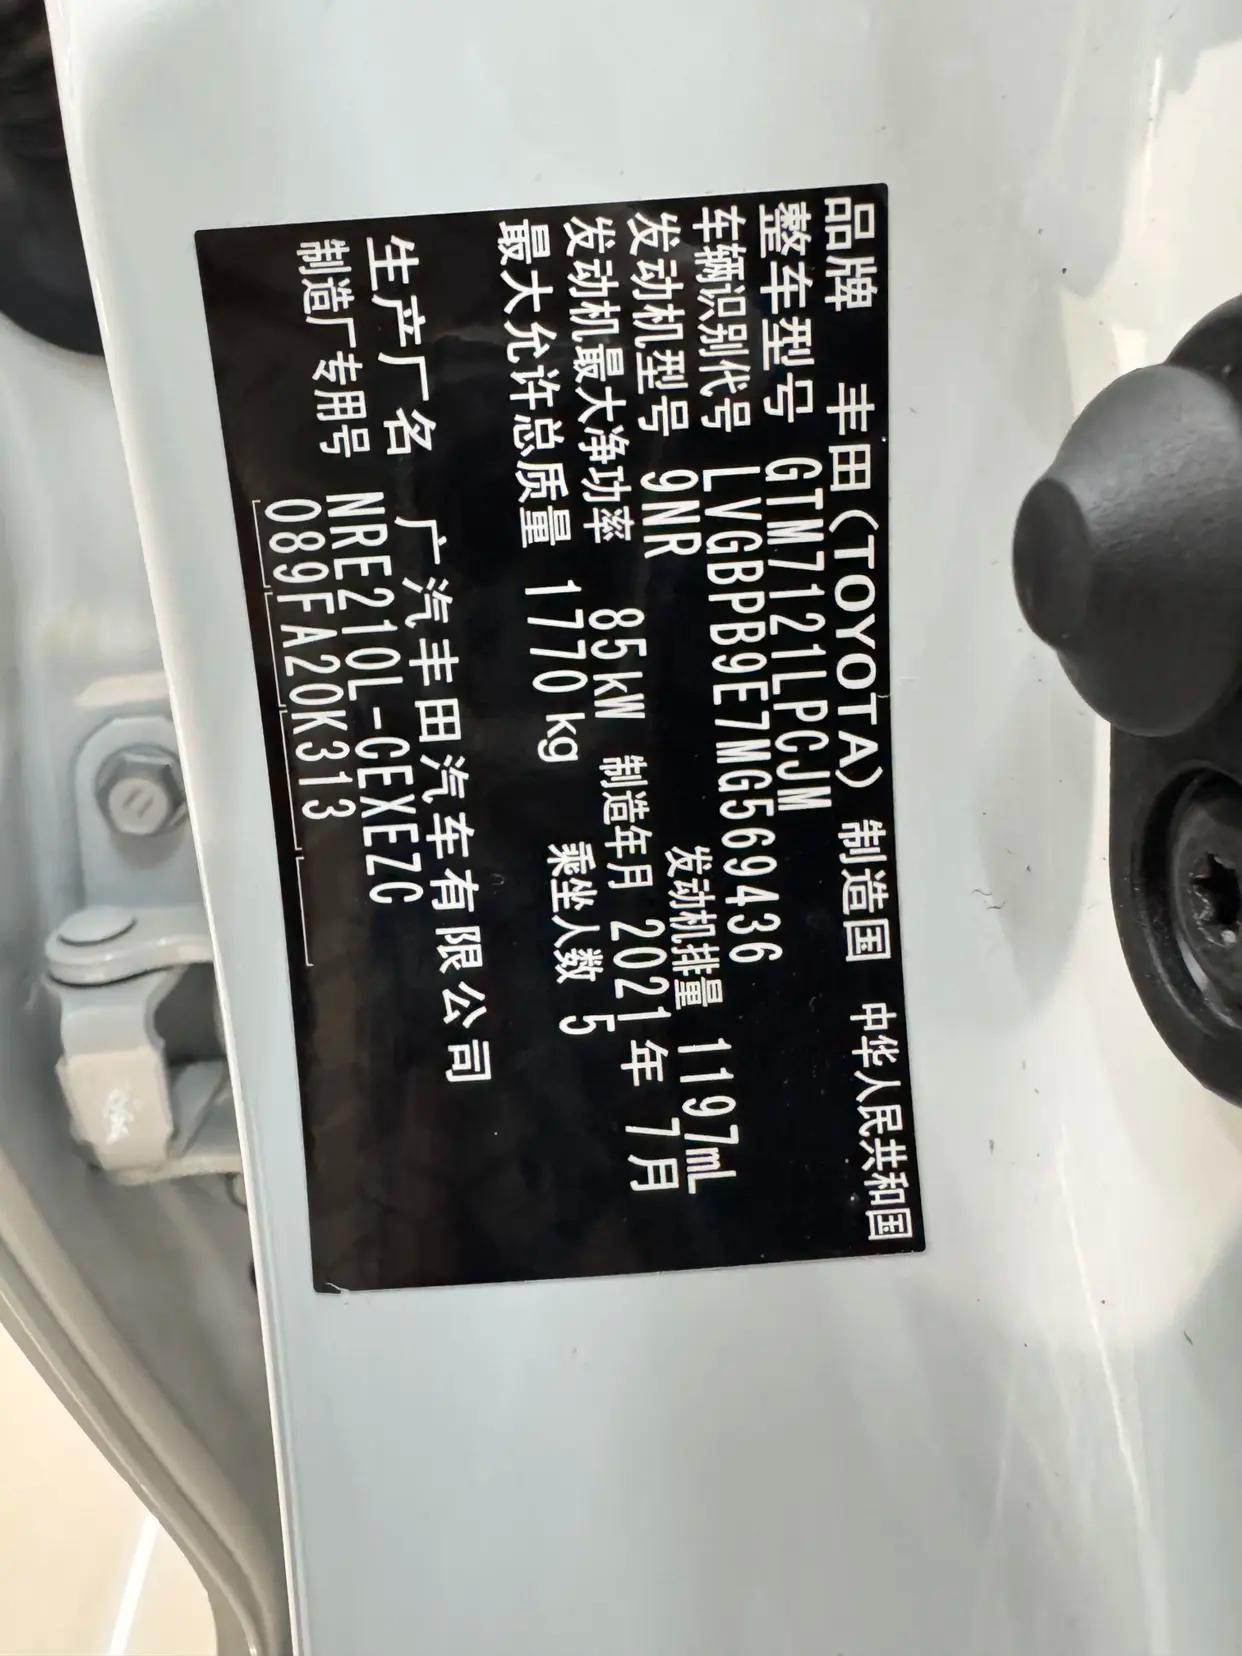 品牌 丰田(TOYOTA) 制造国 中华人民共和国
整车型号 GTM7121LPCJM
车辆识别代号 LVGBPB9E7MG569436
发动机型号 9NR 发动机排量 1197mL
发动机最大净功率 85kW 制造年月 2021年 7月
最大允许总质量 1770kg 乘坐人数 5
生产厂名 广汽丰田汽车有限公司
制造厂专用号 NRE210L-CEXEZC
089FA20K313